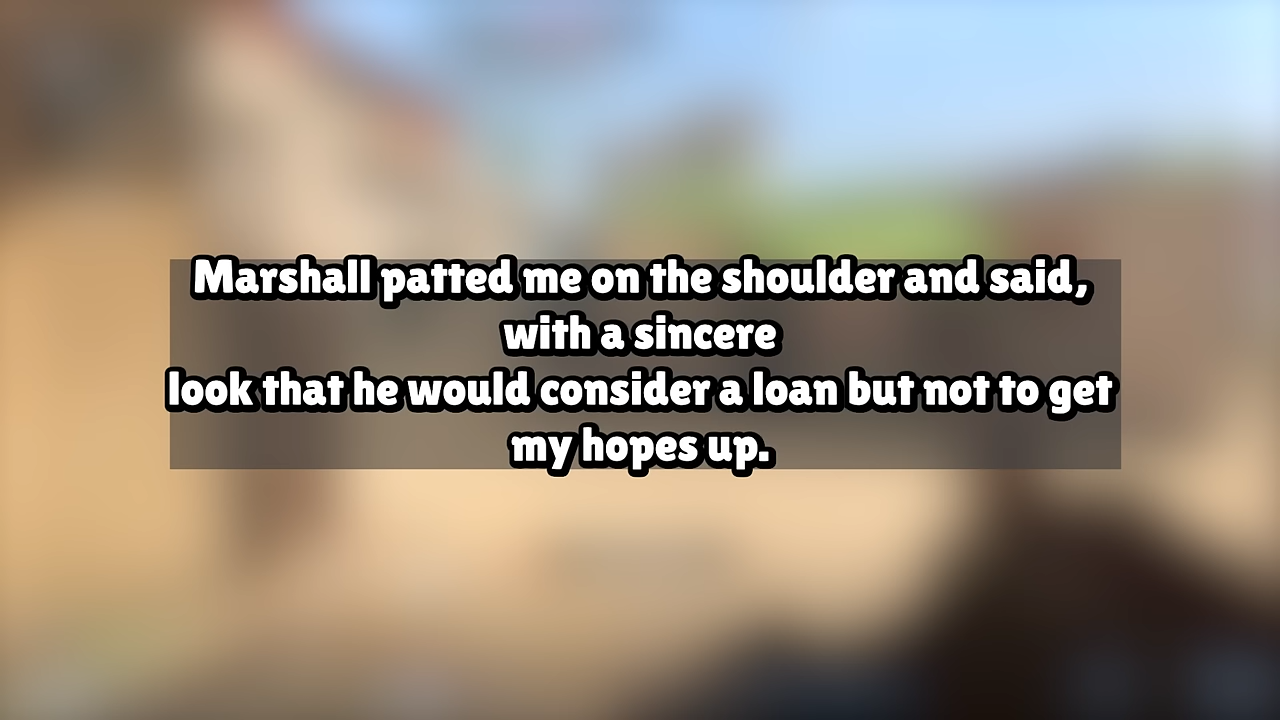 Marshall patted me on the shoulder and said,
with a sincere
look that he would consider a loan but not to get
my hopes up.